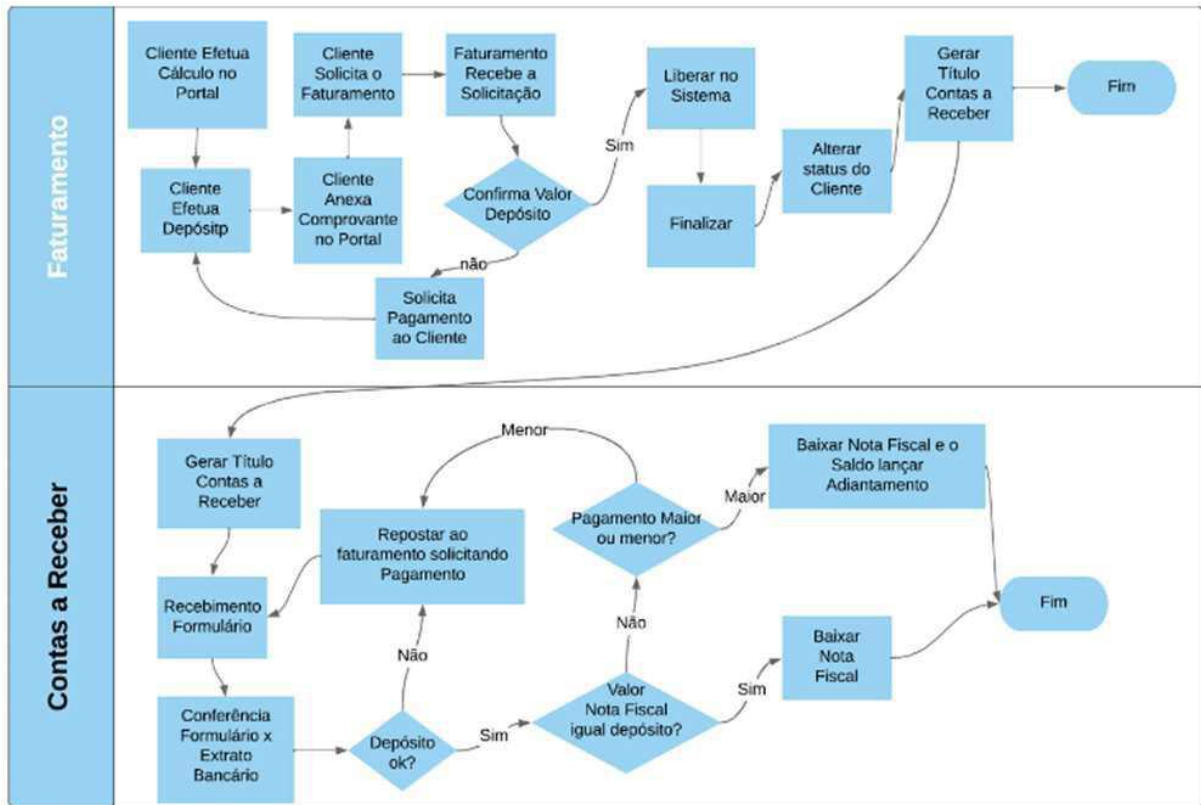 Faturamento
Cliente Efetua
Cálculo no
Portal
Cliente
Efetua
Depósitp
Cliente
Anexa
Comprovante
no Portal
Cliente
Solicita o
Faturamento
Faturamento
Recebe a
Solicitação
Confirma Valor
Depósito
não
Solicita
Pagamento
ao Cliente
Sim
Liberar no
Sistema
Finalizar
Alterar
status do
Cliente
Gerar
Título
Contas a
Receber
Fim
Contas a Receber
Gerar Título
Contas a
Receber
Recebimento
Formulário
Conferência
Formulário x
Extrato
Bancário
Depósito
ok?
Não
Repostar ao
faturamento solicitando
Pagamento
Sim
Valor
Nota Fiscal
igual depósito?
Não
Pagamento Maior
ou menor?
Menor
Maior
Baixar Nota Fiscal e o
Saldo lançar
Adiantamento
Sim
Baixar
Nota
Fiscal
Fim